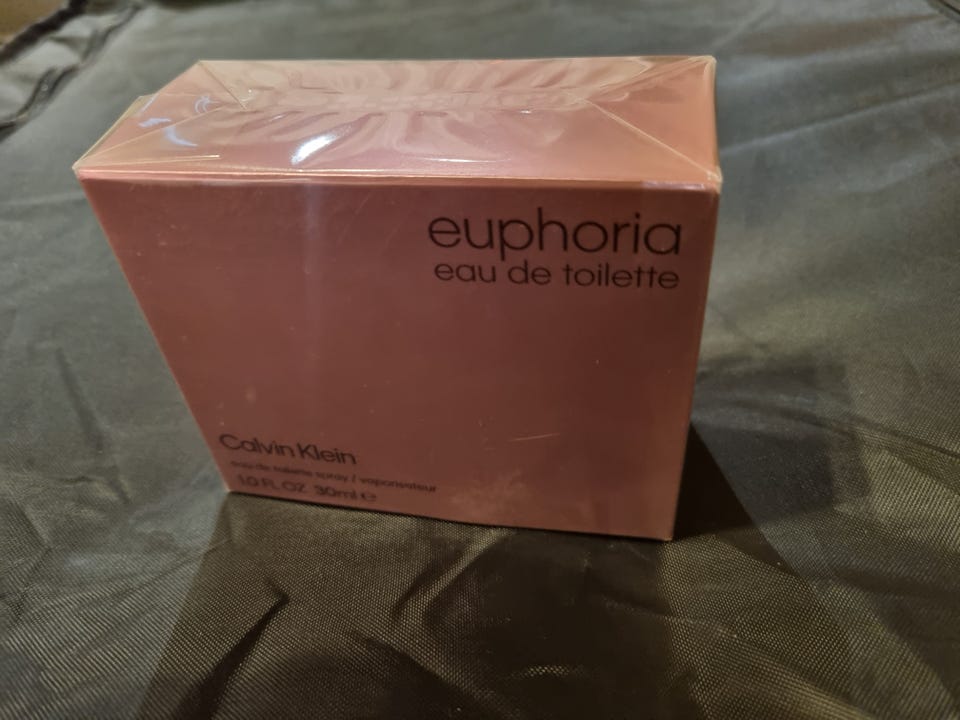 euphoria
eau de toilette
Calvin Klein
eau de toilette spray / vaporisateur
1.0 FL. OZ. 30ml ℮